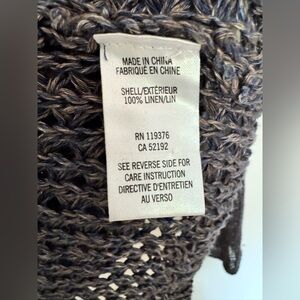 MADE IN CHINA
FABRIQUÉ EN CHINE
SHELL/EXTÉRIEUR
100% LINEN/LIN
RN 119376
CA 52192
SEE REVERSE SIDE FOR
CARE INSTRUCTION
DIRECTIVE D'ENTRETIEN
AU VERSO